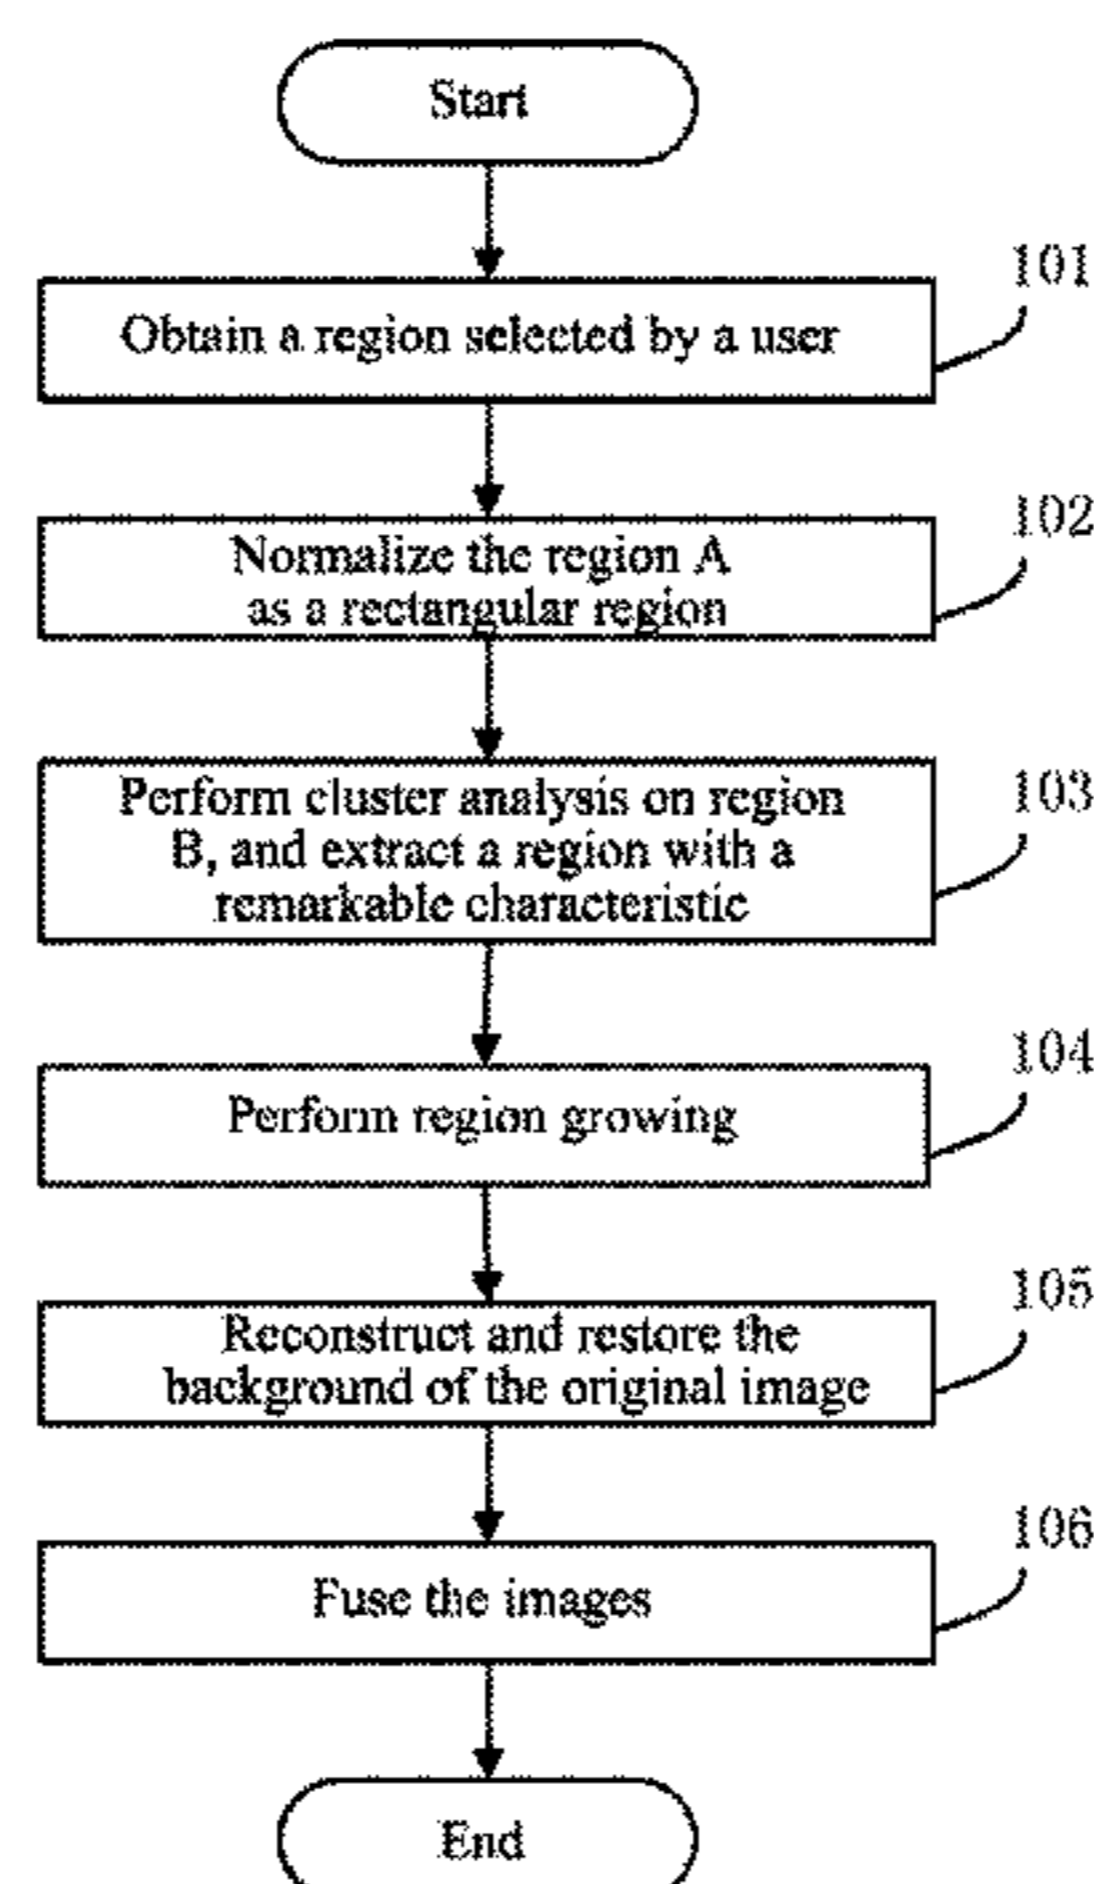 Start
101
Obtain a region selected by a user
102
Normalize the region A
as a rectangular region
103
Perform cluster analysis on region
B, and extract a region with a
remarkable characteristic
104
Perform region growing
105
Reconstruct and restore the
background of the original image
106
Fuse the images
End